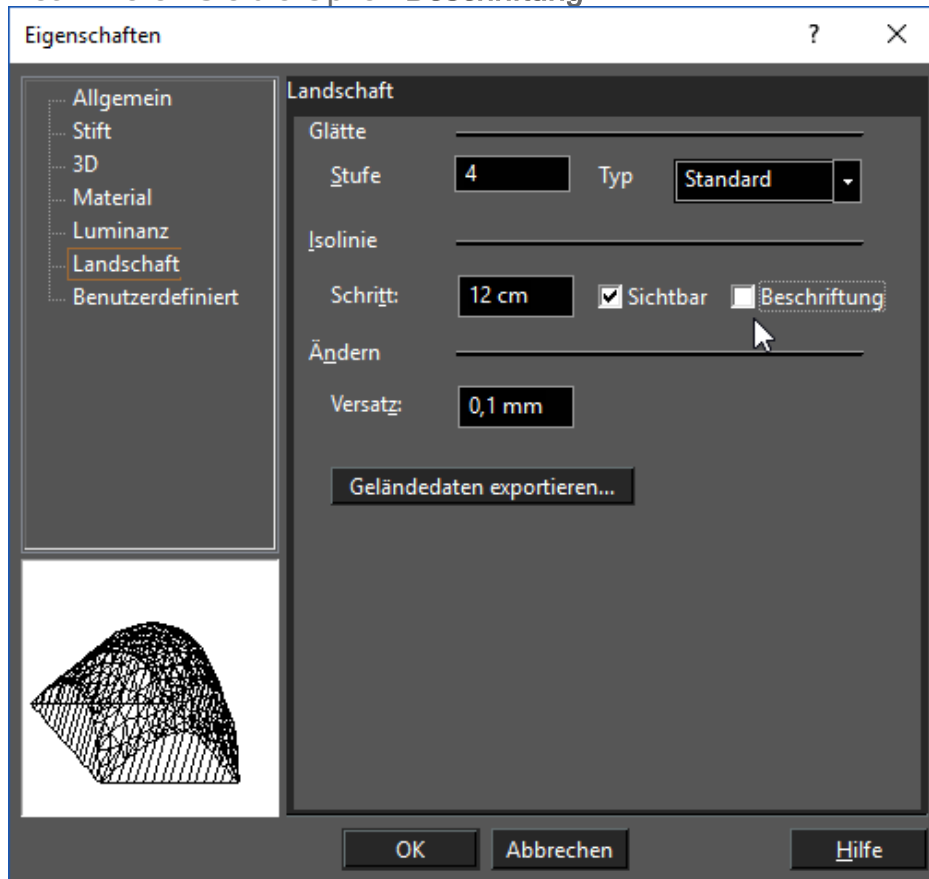 Beschriftung
Eigenschaften ? ×
Allgemein
Stift
3D
Material
Luminanz
Landschaft
Benutzerdefiniert
Landschaft
Glätte
Stufe 4 Typ Standard
Isolinie
Schritt: 12 cm Sichtbar Beschriftung
Ändern
Versatz: 0,1 mm
Geländedaten exportieren...
OK Abbrechen Hilfe